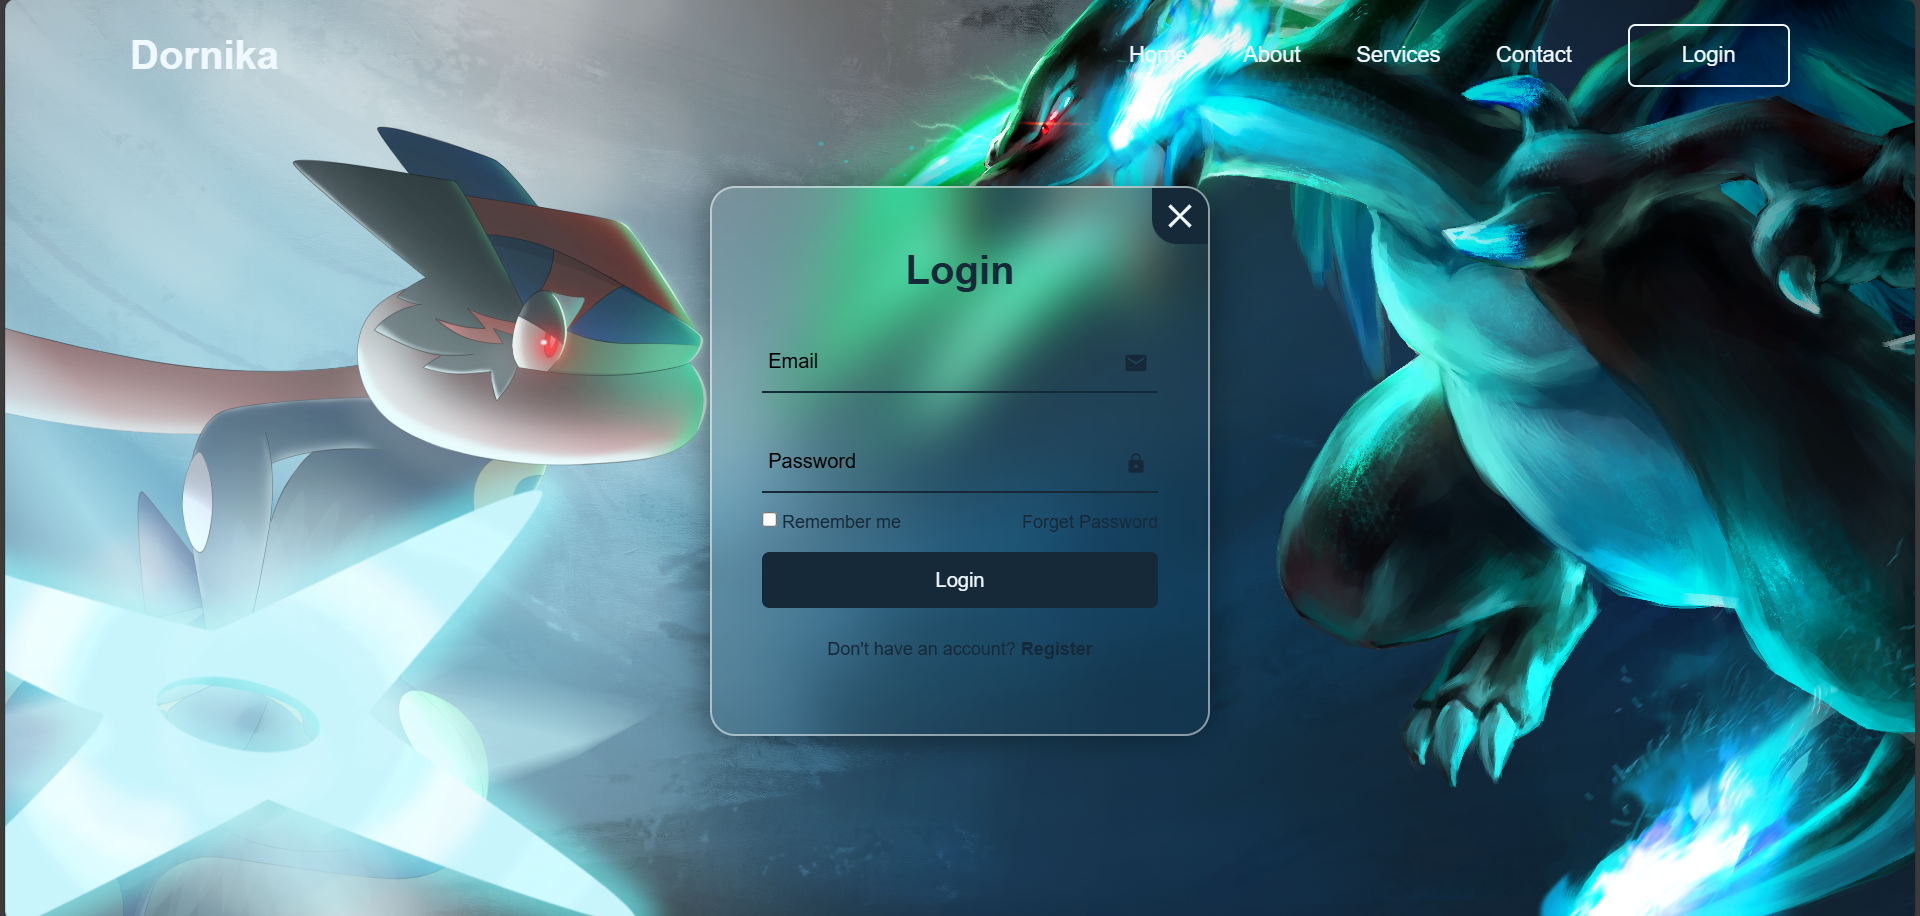 Dornika
Home About Services Contact Login
Login
Email
Password
Remember me Forget Password
Login
Don't have an account? Register